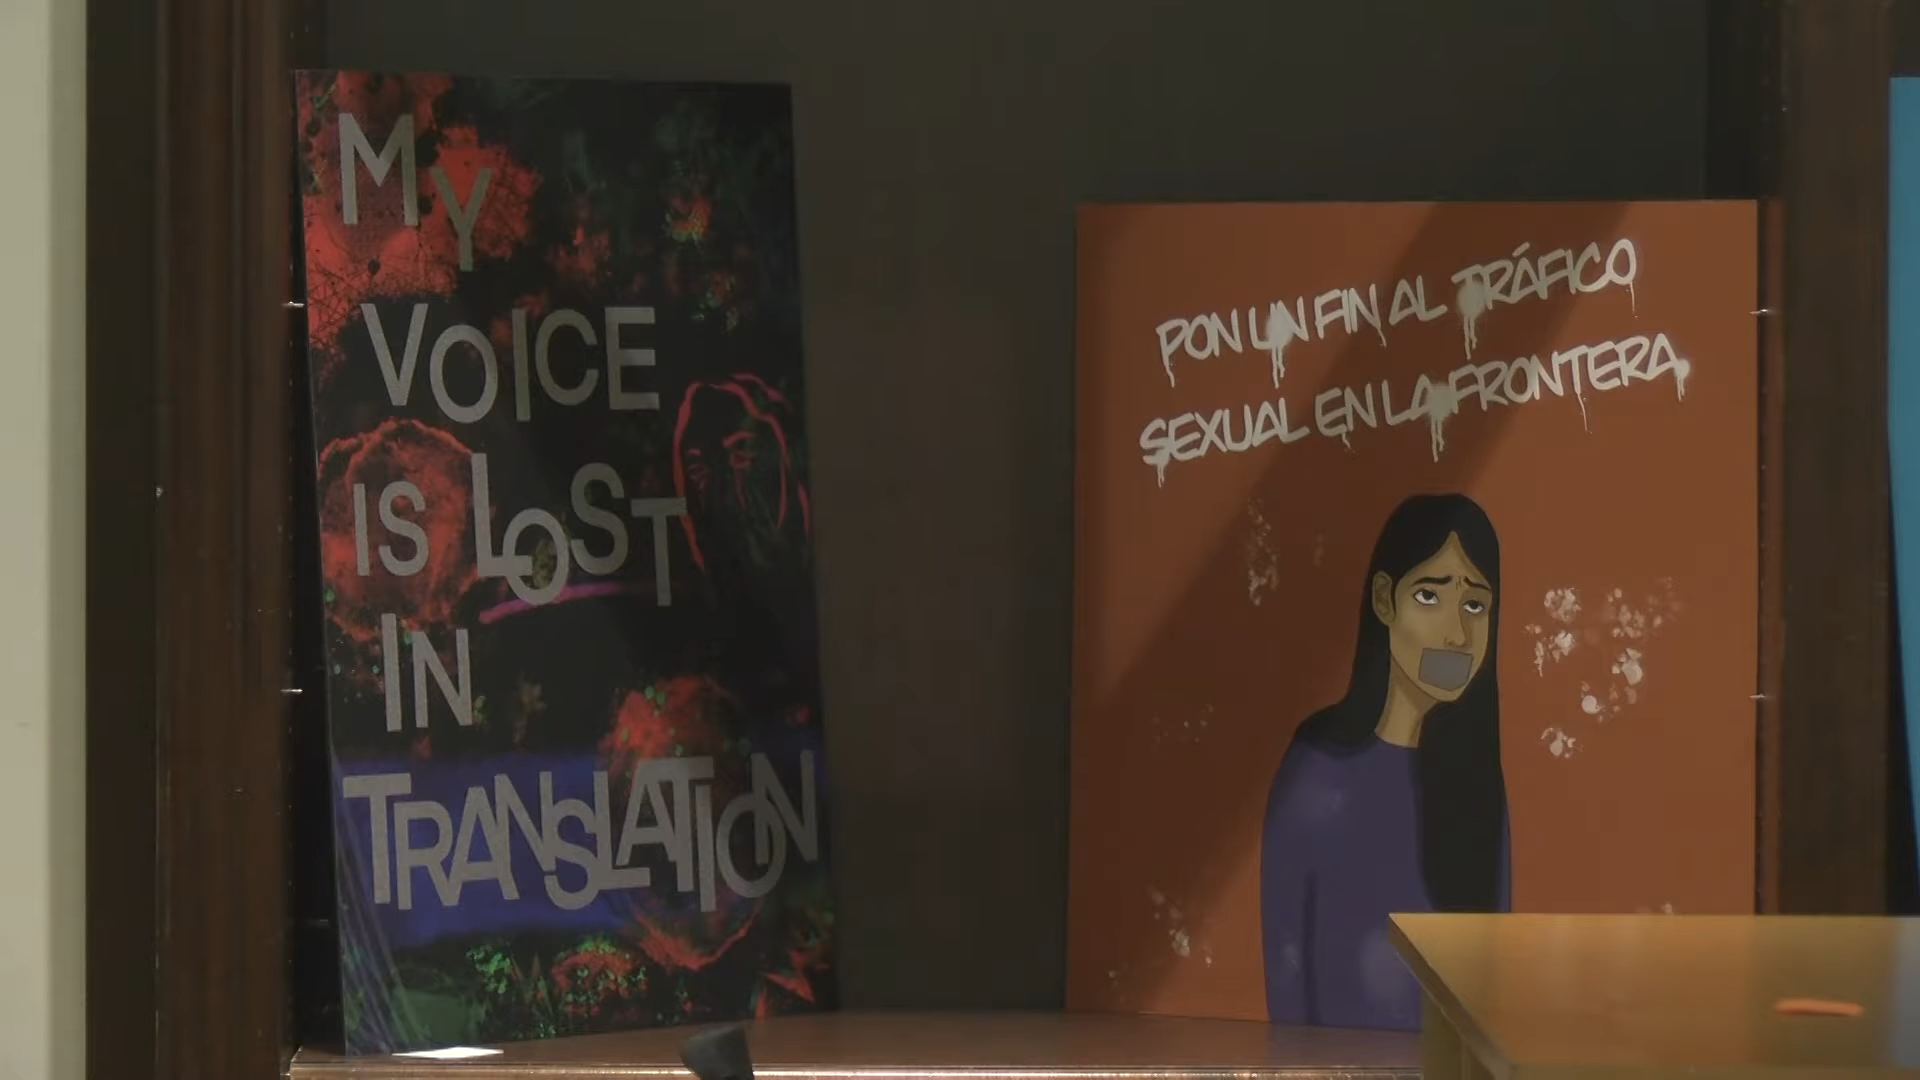 MY
VOICE
IS LOST
IN
TRANSLATION
PON UN FIN AL TRÁFICO
SEXUAL EN LA FRONTERA